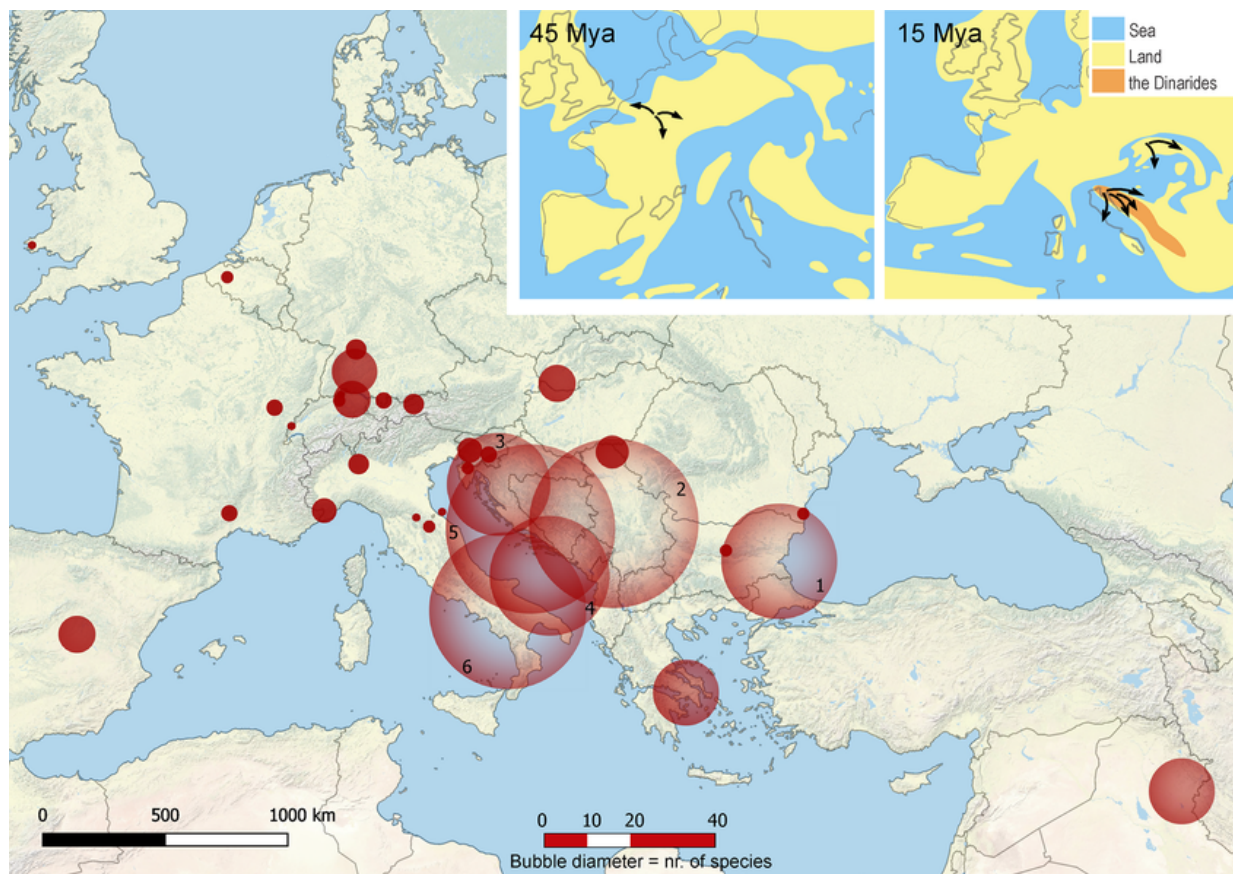 45 Mya
15 Mya
Sea
Land
the Dinarides
3
2
5
1
4
6
0 500 1000 km
0 10 20 40
Bubble diameter = nr. of species